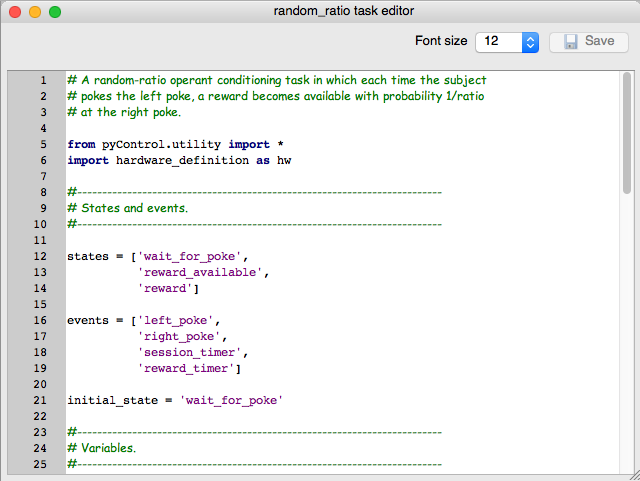 random_ratio task editor
Font size 12 Save
1 # A random-ratio operant conditioning task in which each time the subject
2 # pokes the left poke, a reward becomes available with probability 1/ratio
3 # at the right poke.
4
5 from pyControl.utility import *
6 import hardware_definition as hw
7
8 #-------------------------------------------------------------------------
9 # States and events.
10 #-------------------------------------------------------------------------
11
12 states = ['wait_for_poke',
13 'reward_available',
14 'reward']
15
16 events = ['left_poke',
17 'right_poke',
18 'session_timer',
19 'reward_timer']
20
21 initial_state = 'wait_for_poke'
22
23 #-------------------------------------------------------------------------
24 # Variables.
25 #-------------------------------------------------------------------------